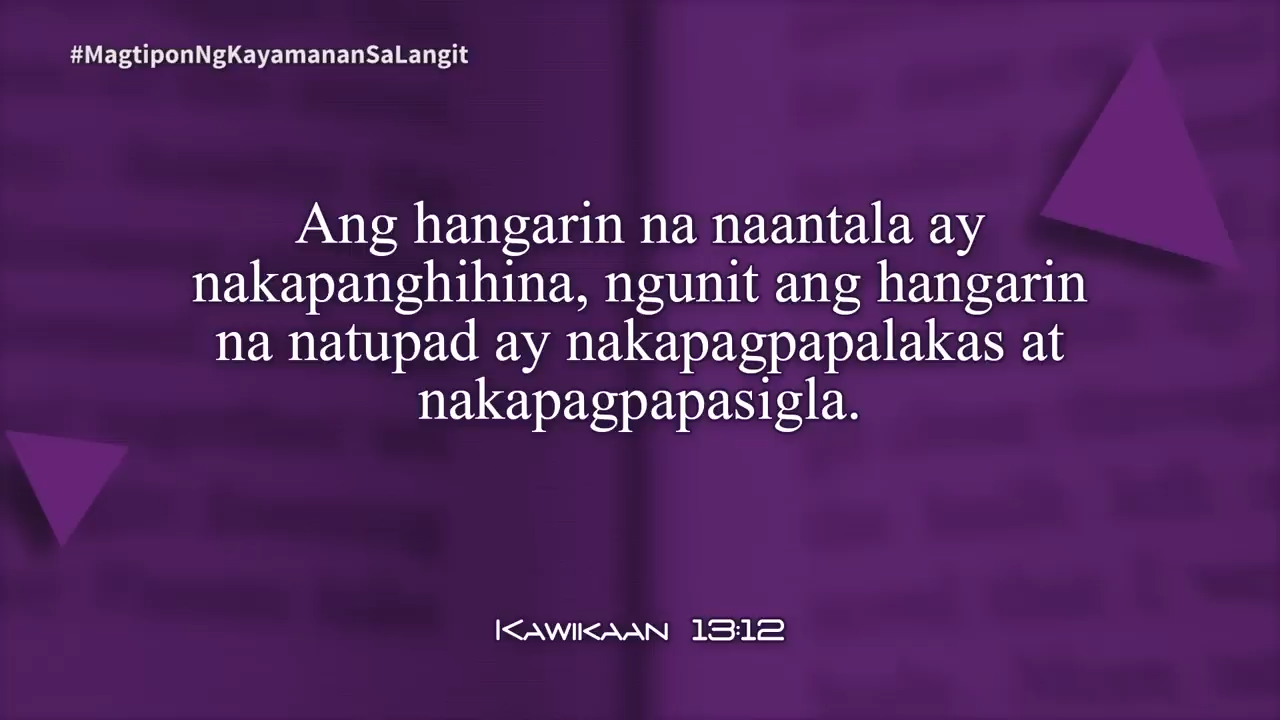 #MagtiponNgKayamananSaLangit
Ang hangarin na naantala ay
nakapanghihina, ngunit ang hangarin
na natupad ay nakapagpapalakas at
nakapagpapasigla.
Kawikaan 13:12